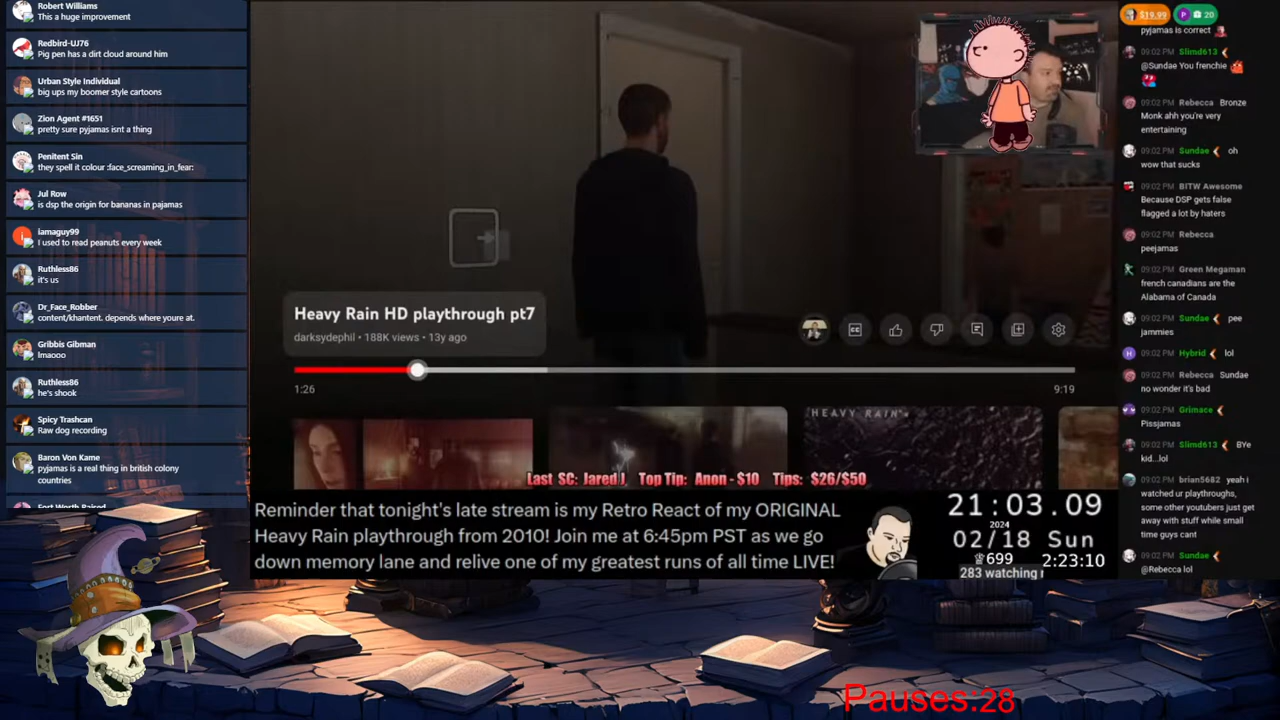 Robert Williams
This a huge improvement
Redbird-UJ76
Pig pen has a dirt cloud around him
Urban Style Individual
big ups my boomer style cartoons
Zion Agent #1651
pretty sure pyjamas isnt a thing
Penitent Sin
they spell it colour :face_screaming_in_fear:
Jul Row
is dsp the origin for bananas in pajamas
iamaguy99
I used to read peanuts every week
Ruthless86
it's us
Dr_Face_Robber
content/khantent. depends where youre at.
Gribbis Gibman
lmaooo
Ruthless86
he's shook
Spicy Trashcan
Raw dog recording
Baron Von Kame
pyjamas is a real thing in british colony
countries
Heavy Rain HD playthrough pt7
darksydephil • 188K views • 13y ago
CC
1:26
9:19
HEAVY RAIN
Last SC: Jared J Top Tip: Anon - $10 Tips: $26/$50
Reminder that tonight's late stream is my Retro React of my ORIGINAL
Heavy Rain playthrough from 2010! Join me at 6:45pm PST as we go
down memory lane and relive one of my greatest runs of all time LIVE!
21:03.09
2024
02/18 Sun
699
2:23:10
283 watching
$19.99
P 20
pyjamas is correct
09:02 PM Slimd613
@Sundae You frenchie
09:02 PM Rebecca Bronze
Monk ahh you're very
entertaining
09:02 PM Sundae oh
wow that sucks
09:02 PM BITW Awesome
Because DSP gets false
flagged a lot by haters
09:02 PM Rebecca
peejamas
09:02 PM Green Megaman
french canadians are the
Alabama of Canada
09:02 PM Sundae pee
jammies
H 09:02 PM Hybrid lol
09:02 PM Rebecca Sundae
no wonder it's bad
09:02 PM Grimace
Pissjamas
09:02 PM Slimd613 BYe
kid...lol
09:02 PM brian5682 yeah i
watched ur playthroughs,
some other youtubers just get
away with stuff while small
time guys cant
09:02 PM Sundae
@Rebecca lol
Pauses:28